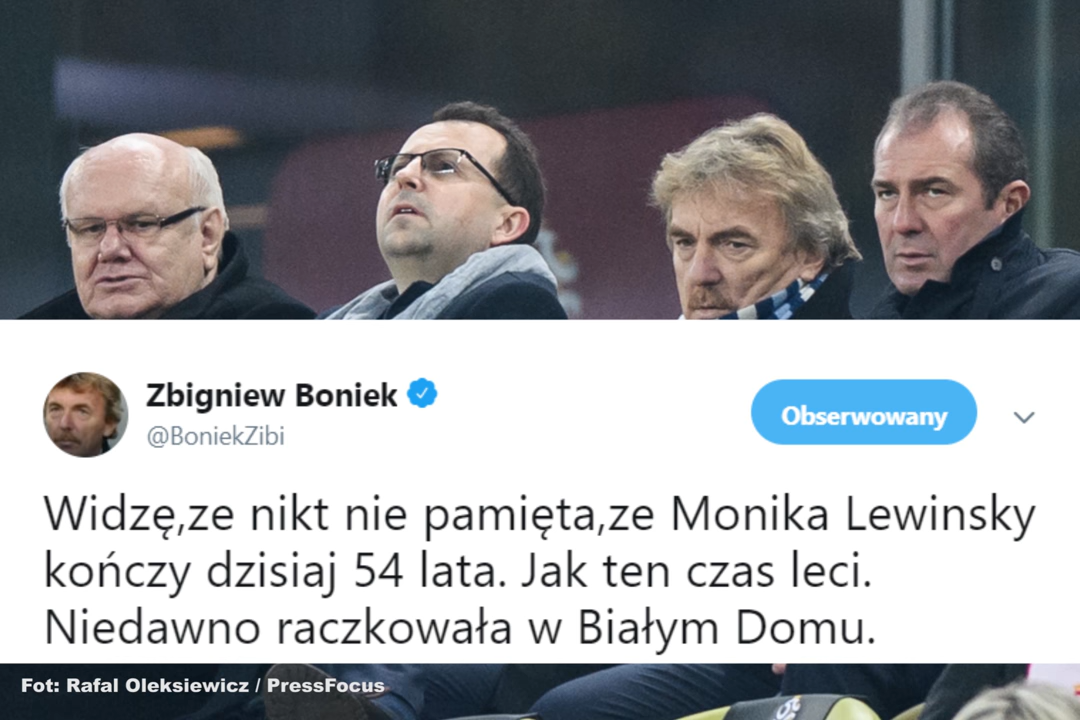 Zbigniew Boniek
@BoniekZibi
Obserwowany
Widzę,ze nikt nie pamięta,ze Monika Lewinsky
kończy dzisiaj 54 lata. Jak ten czas leci.
Niedawno raczkowała w Białym Domu.
Fot: Rafal Oleksiewicz / PressFocus